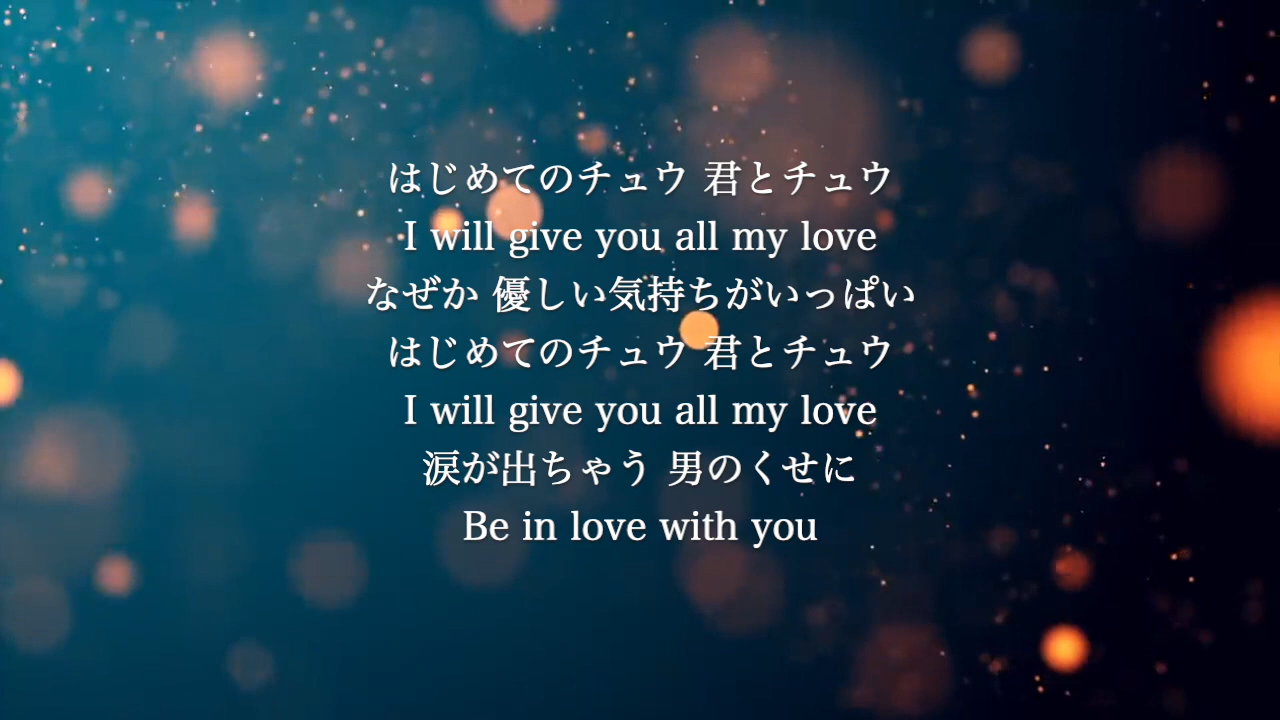 はじめてのチュウ 君とチュウ
I will give you all my love
なぜか 優しい気持ちがいっぱい
はじめてのチュウ 君とチュウ
I will give you all my love
涙が出ちゃう 男のくせに
Be in love with you